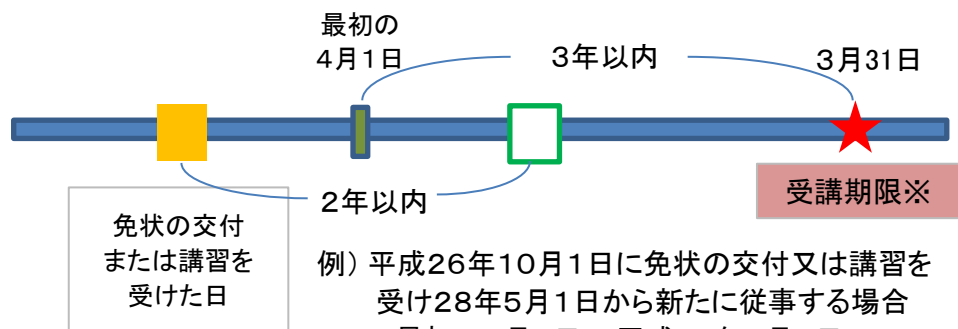 最初の
4月1日
3年以内
3月31日
2年以内
受講期限※
免状の交付
または講習を
受けた日
例）平成26年10月1日に免状の交付又は講習を
受け28年5月1日から新たに従事する場合